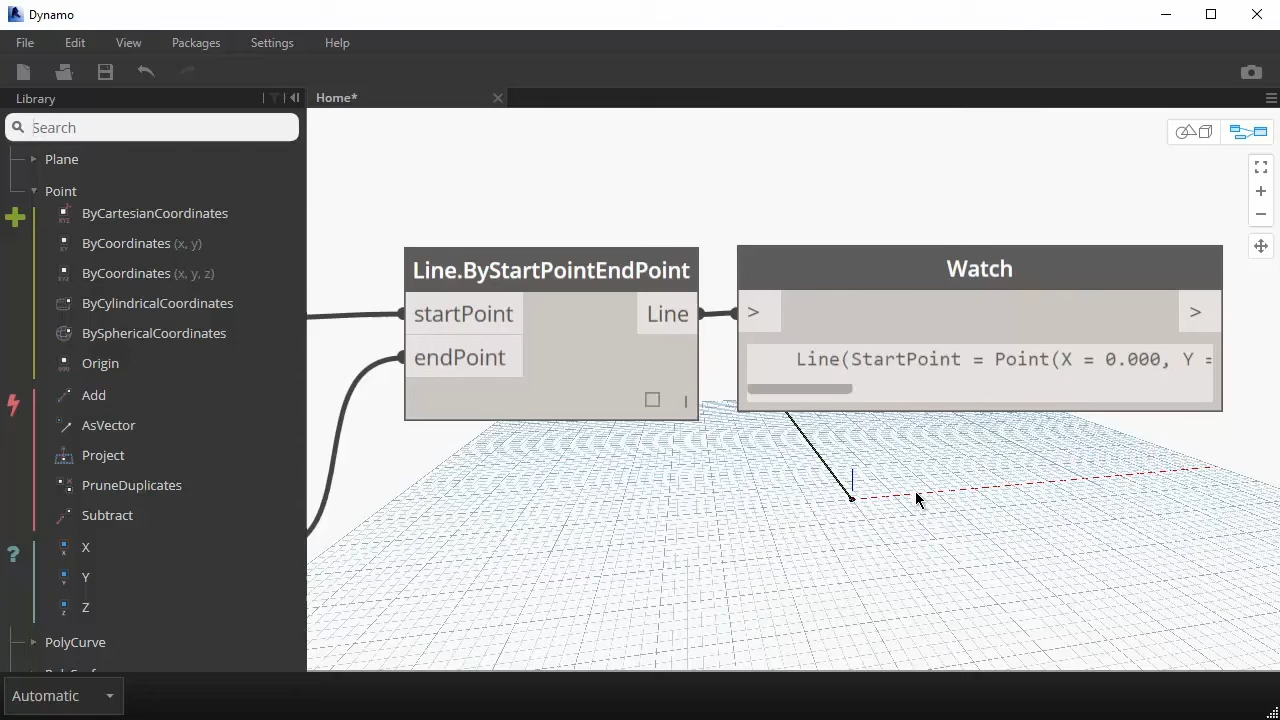 Dynamo
File Edit View Packages Settings Help
Library
Home*
Search
Plane
Point
ByCartesianCoordinates
ByCoordinates (x, y)
ByCoordinates (x, y, z)
ByCylindricalCoordinates
BySphericalCoordinates
Origin
Add
AsVector
Project
PruneDuplicates
Subtract
X
Y
Z
PolyCurve
Line.ByStartPointEndPoint
startPoint Line
endPoint
Watch
> >
Line(StartPoint = Point(X = 0.000, Y =
Automatic